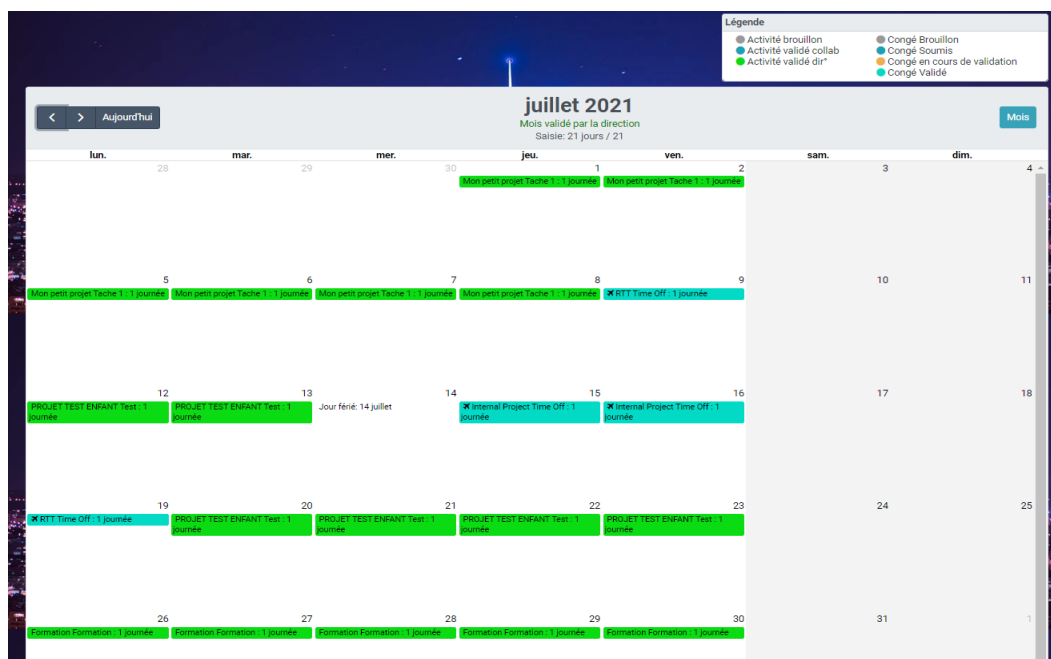 Légende
Activité brouillon
Congé Brouillon
Activité validé collab
Congé Soumis
Activité validé dir°
Congé en cours de validation
Congé Validé
Aujourd'hui
juillet 2021
Mois
Mois validé par la direction
Saisie: 21 jours / 21
lun. mar. mer. jeu. ven. sam. dim.
28 29 30 1 2 3 4
Mon petit projet Tache 1 : 1 journée
Mon petit projet Tache 1 : 1 journée
5 6 7 8 9 10 11
Mon petit projet Tache 1 : 1 journée
Mon petit projet Tache 1 : 1 journée
Mon petit projet Tache 1 : 1 journée
Mon petit projet Tache 1 : 1 journée
RTT Time Off : 1 journée
12 13 14 15 16 17 18
PROJET TEST ENFANT Test : 1
journée
PROJET TEST ENFANT Test : 1
journée
Jour férié: 14 juillet
Internal Project Time Off : 1
journée
Internal Project Time Off : 1
journée
19 20 21 22 23 24 25
RTT Time Off : 1 journée
PROJET TEST ENFANT Test : 1
journée
PROJET TEST ENFANT Test : 1
journée
PROJET TEST ENFANT Test : 1
journée
PROJET TEST ENFANT Test : 1
journée
26 27 28 29 30 31 1
Formation Formation : 1 journée
Formation Formation : 1 journée
Formation Formation : 1 journée
Formation Formation : 1 journée
Formation Formation : 1 journée